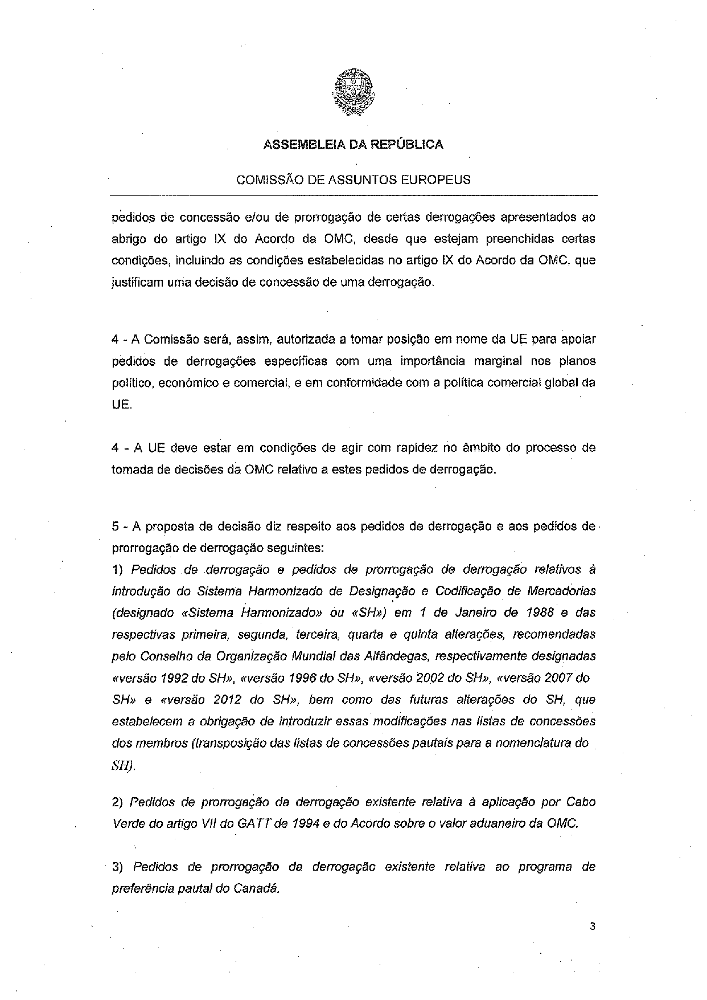 ASSEMBLEIA DA REPÚBLICA
COMISSÃO DE ASSUNTOS EUROPEUS
pedidos de concessão e/ou de prorrogação de certas derrogações apresentados ao
abrigo do artigo IX do Acordo da OMC, desde que estejam preenchidas certas
condições, incluindo as condições estabelecidas no artigo IX do Acordo da OMC, que
justificam uma decisão de concessão de uma derrogação.
4 - A Comissão será, assim, autorizada a tomar posição em nome da UE para apoiar
pedidos de derrogações específicas com uma importância marginal nos planos
político, económico e comercial, e em conformidade com a política comercial global da
UE.
4 - A UE deve estar em condições de agir com rapidez no âmbito do processo de
tomada de decisões da OMC relativo a estes pedidos de derrogação.
5 - A proposta de decisão diz respeito aos pedidos de derrogação e aos pedidos de
prorrogação de derrogação seguintes:
1) Pedidos de derrogação e pedidos de prorrogação de derrogação relativos à
introdução do Sistema Harmonizado de Designação e Codificação de Mercadorias
(designado «Sistema Harmonizado» ou «SH») em 1 de Janeiro de 1988 e das
respectivas primeira, segunda, terceira, quarta e quinta alterações, recomendadas
pelo Conselho da Organização Mundial das Alfândegas, respectivamente designadas
«versão 1992 do SH», «versão 1996 do SH», «versão 2002 do SH», «versão 2007 do
SH» e «versão 2012 do SH», bem como das futuras alterações do SH, que
estabelecem a obrigação de introduzir essas modificações nas listas de concessões
dos membros (transposição das listas de concessões pautais para a nomenclatura do
SH).
2) Pedidos de prorrogação da derrogação existente relativa à aplicação por Cabo
Verde do artigo VII do GATT de 1994 e do Acordo sobre o valor aduaneiro da OMC.
3) Pedidos de prorrogação da derrogação existente relativa ao programa de
preferência pautal do Canadá.
3